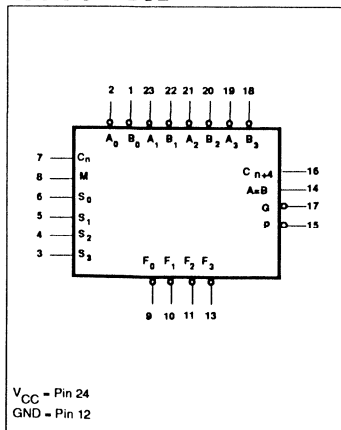 2 1 23 22 21 20 19 18
A0 B0 A1 B1 A2 B2 A3 B3
7 Cn
8 M
6 S0
5 S1
4 S2
3 S3
C n+4 16
A=B 14
G 17
P 15
F0 F1 F2 F3
9 10 11 13
VCC = Pin 24
GND = Pin 12